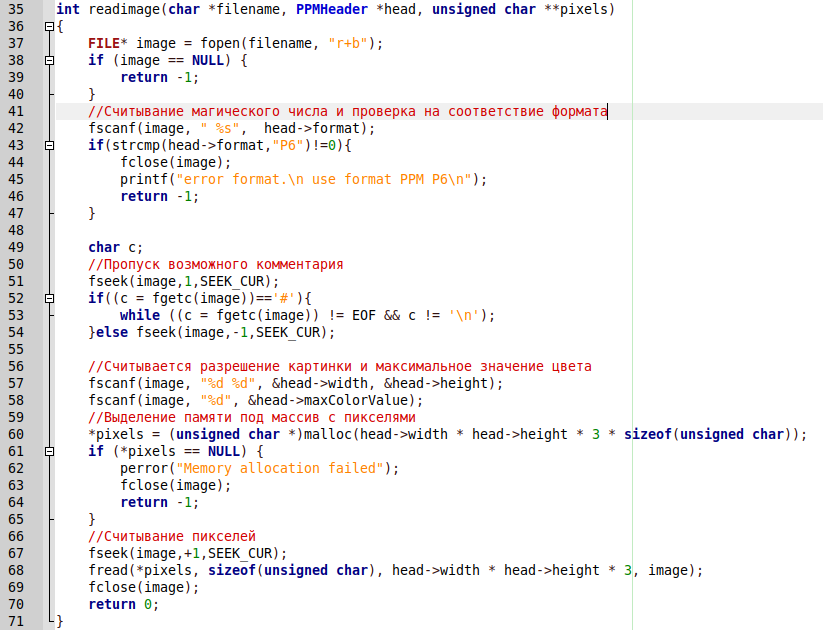 35 int readimage(char *filename, PPMHeader *head, unsigned char **pixels)
36 {
37     FILE* image = fopen(filename, "r+b");
38     if (image == NULL) {
39         return -1;
40     }
41     //Считывание магического числа и проверка на соответствие формата
42     fscanf(image, " %s",  head->format);
43     if(strcmp(head->format,"P6")!=0){
44         fclose(image);
45         printf("error format.\n use format PPM P6\n");
46         return -1;
47     }
48
49     char c;
50     //Пропуск возможного комментария
51     fseek(image,1,SEEK_CUR);
52     if((c = fgetc(image))=='#'){
53         while ((c = fgetc(image)) != EOF && c != '\n');
54     }else fseek(image,-1,SEEK_CUR);
55
56     //Считывается разрешение картинки и максимальное значение цвета
57     fscanf(image, "%d %d", &head->width, &head->height);
58     fscanf(image, "%d", &head->maxColorValue);
59     //Выделение памяти под массив с пикселями
60     *pixels = (unsigned char *)malloc(head->width * head->height * 3 * sizeof(unsigned char));
61     if (*pixels == NULL) {
62         perror("Memory allocation failed");
63         fclose(image);
64         return -1;
65     }
66     //Считывание пикселей
67     fseek(image,+1,SEEK_CUR);
68     fread(*pixels, sizeof(unsigned char), head->width * head->height * 3, image);
69     fclose(image);
70     return 0;
71 }